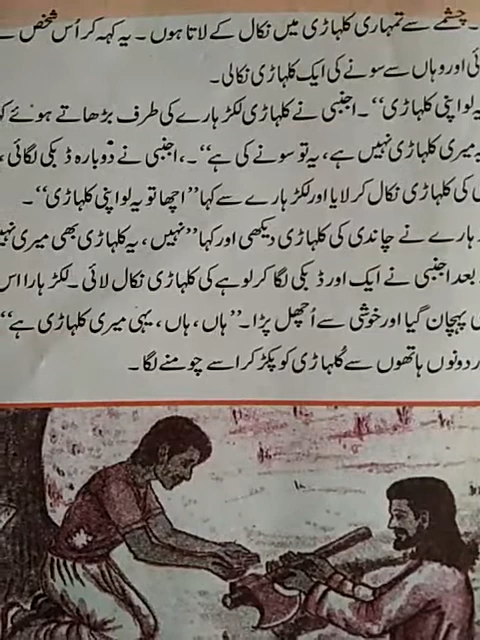 ۔ چشمے سے تمہاری کلہاڑی میں نکال کے لاتا ہوں ۔ یہ کہہ کر اُس شخص نے
ئی اور وہاں سے سونے کی ایک کلہاڑی نکالی۔
یہ لو اپنی کلہاڑی‘‘۔ اجنبی نے کلہاڑی لکڑہارے کی طرف بڑھاتے ہوئے کہ
یہ میری کلہاڑی نہیں ہے، یہ تو سونے کی ہے‘‘۔، اجنبی نے دوبارہ ڈبکی لگائی،
ں کی کلہاڑی نکال کر لایا اور لکڑہارے سے کہا ’’اچھا تو یہ لو اپنی کلہاڑی‘‘۔
ہارے نے چاندی کی کلہاڑی دیکھی اور کہا ’’نہیں، یہ کلہاڑی بھی میری نہیں
بعد اجنبی نے ایک اور ڈبکی لگا کر لوہے کی کلہاڑی نکال لائی ۔ لکڑہارا اس
ں پہچان گیا اور خوشی سے اُچھل پڑا۔ ’’ہاں، ہاں، یہی میری کلہاڑی ہے‘‘
ر دونوں ہاتھوں سے کُلہاڑی کو پکڑ کر اسے چومنے لگا ۔